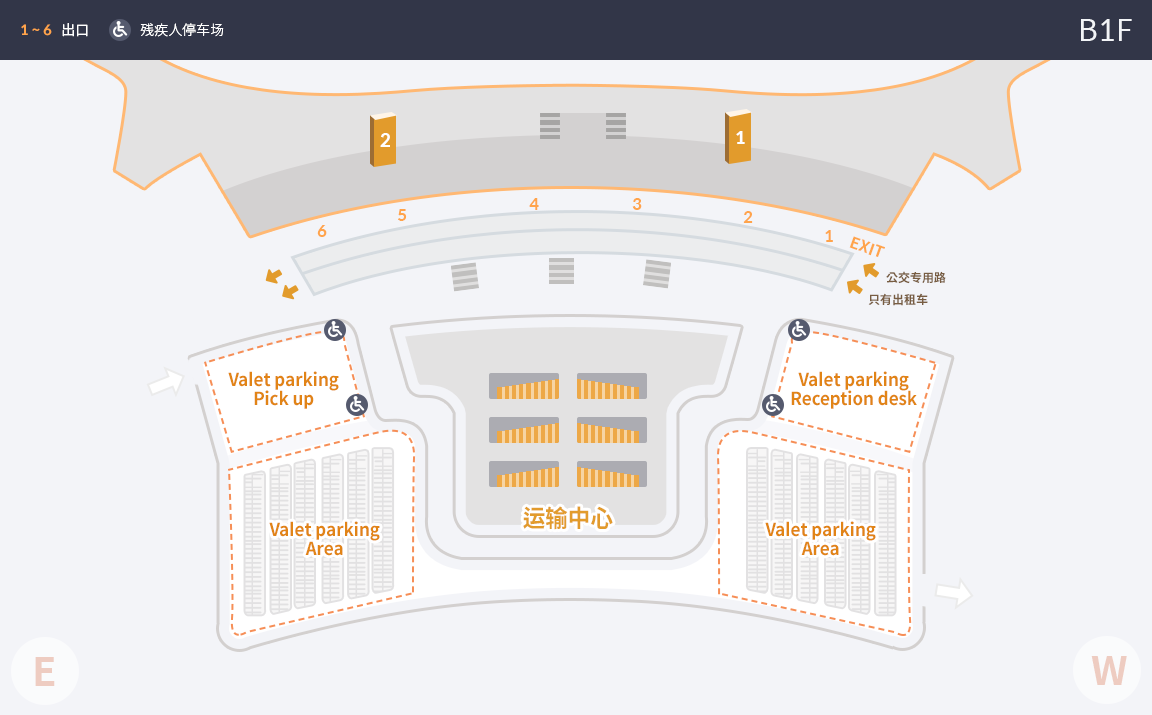 1 ~ 6 出口 残疾人停车场 B1F
2
1
6 5 4 3 2 1 EXIT
公交专用路
只有出租车
Valet parking
Pick up
Valet parking
Reception desk
运输中心
Valet parking
Area
Valet parking
Area
E
W